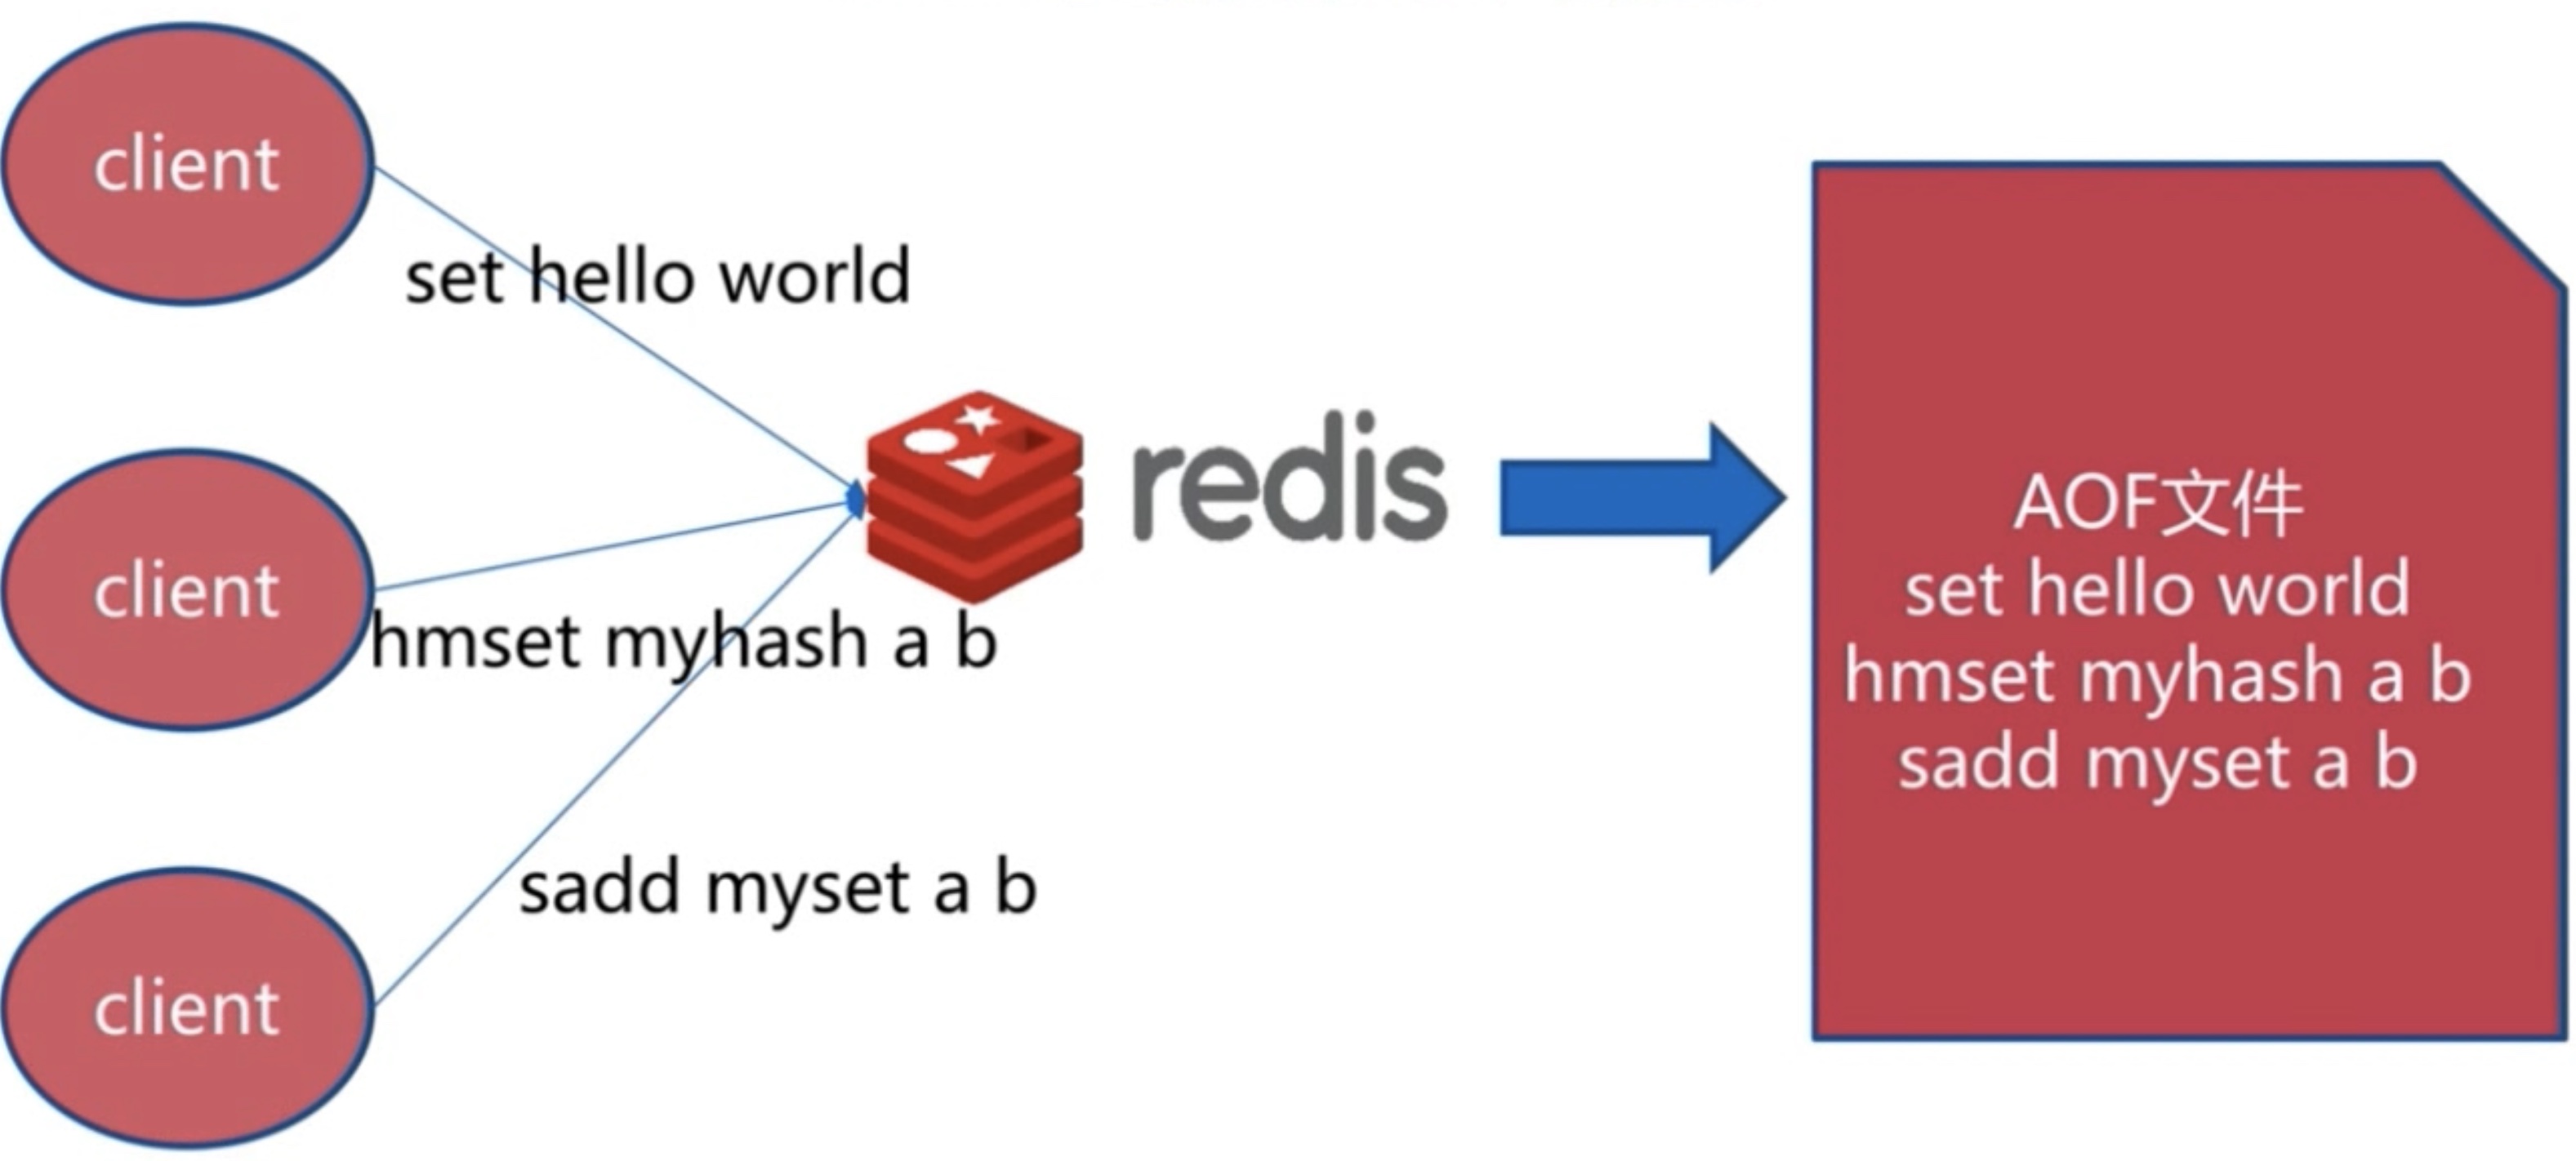 client
set hello world
client
hmset myhash a b
client
sadd myset a b
redis
AOF文件
set hello world
hmset myhash a b
sadd myset a b